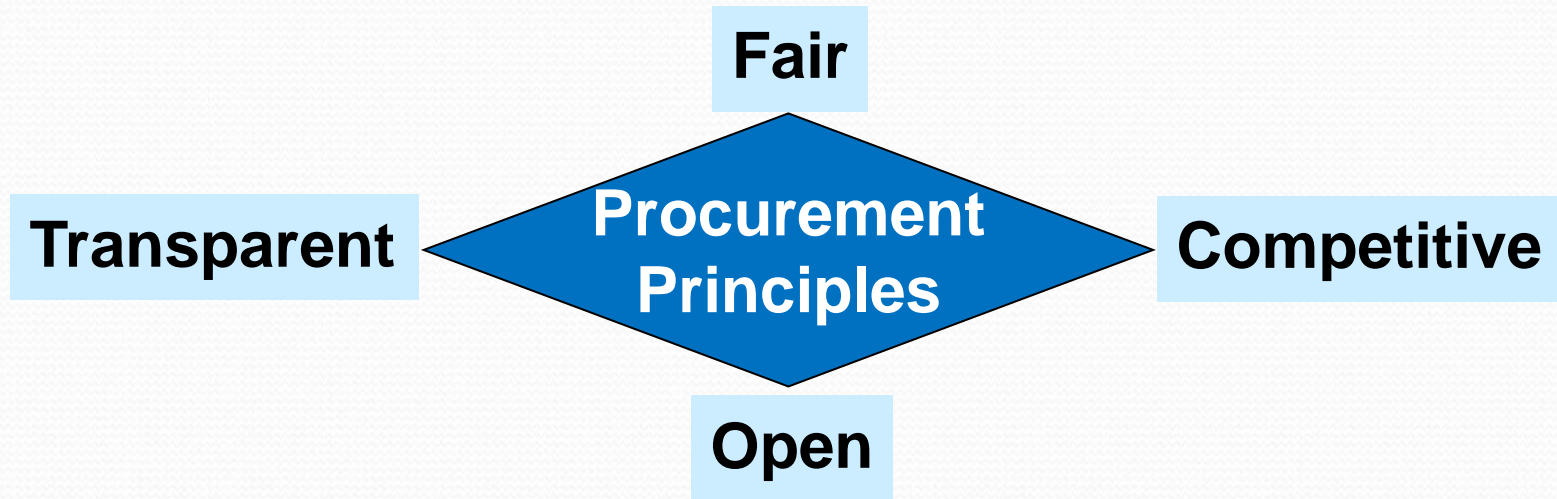 Fair
Procurement
Principles
Transparent
Competitive
Open